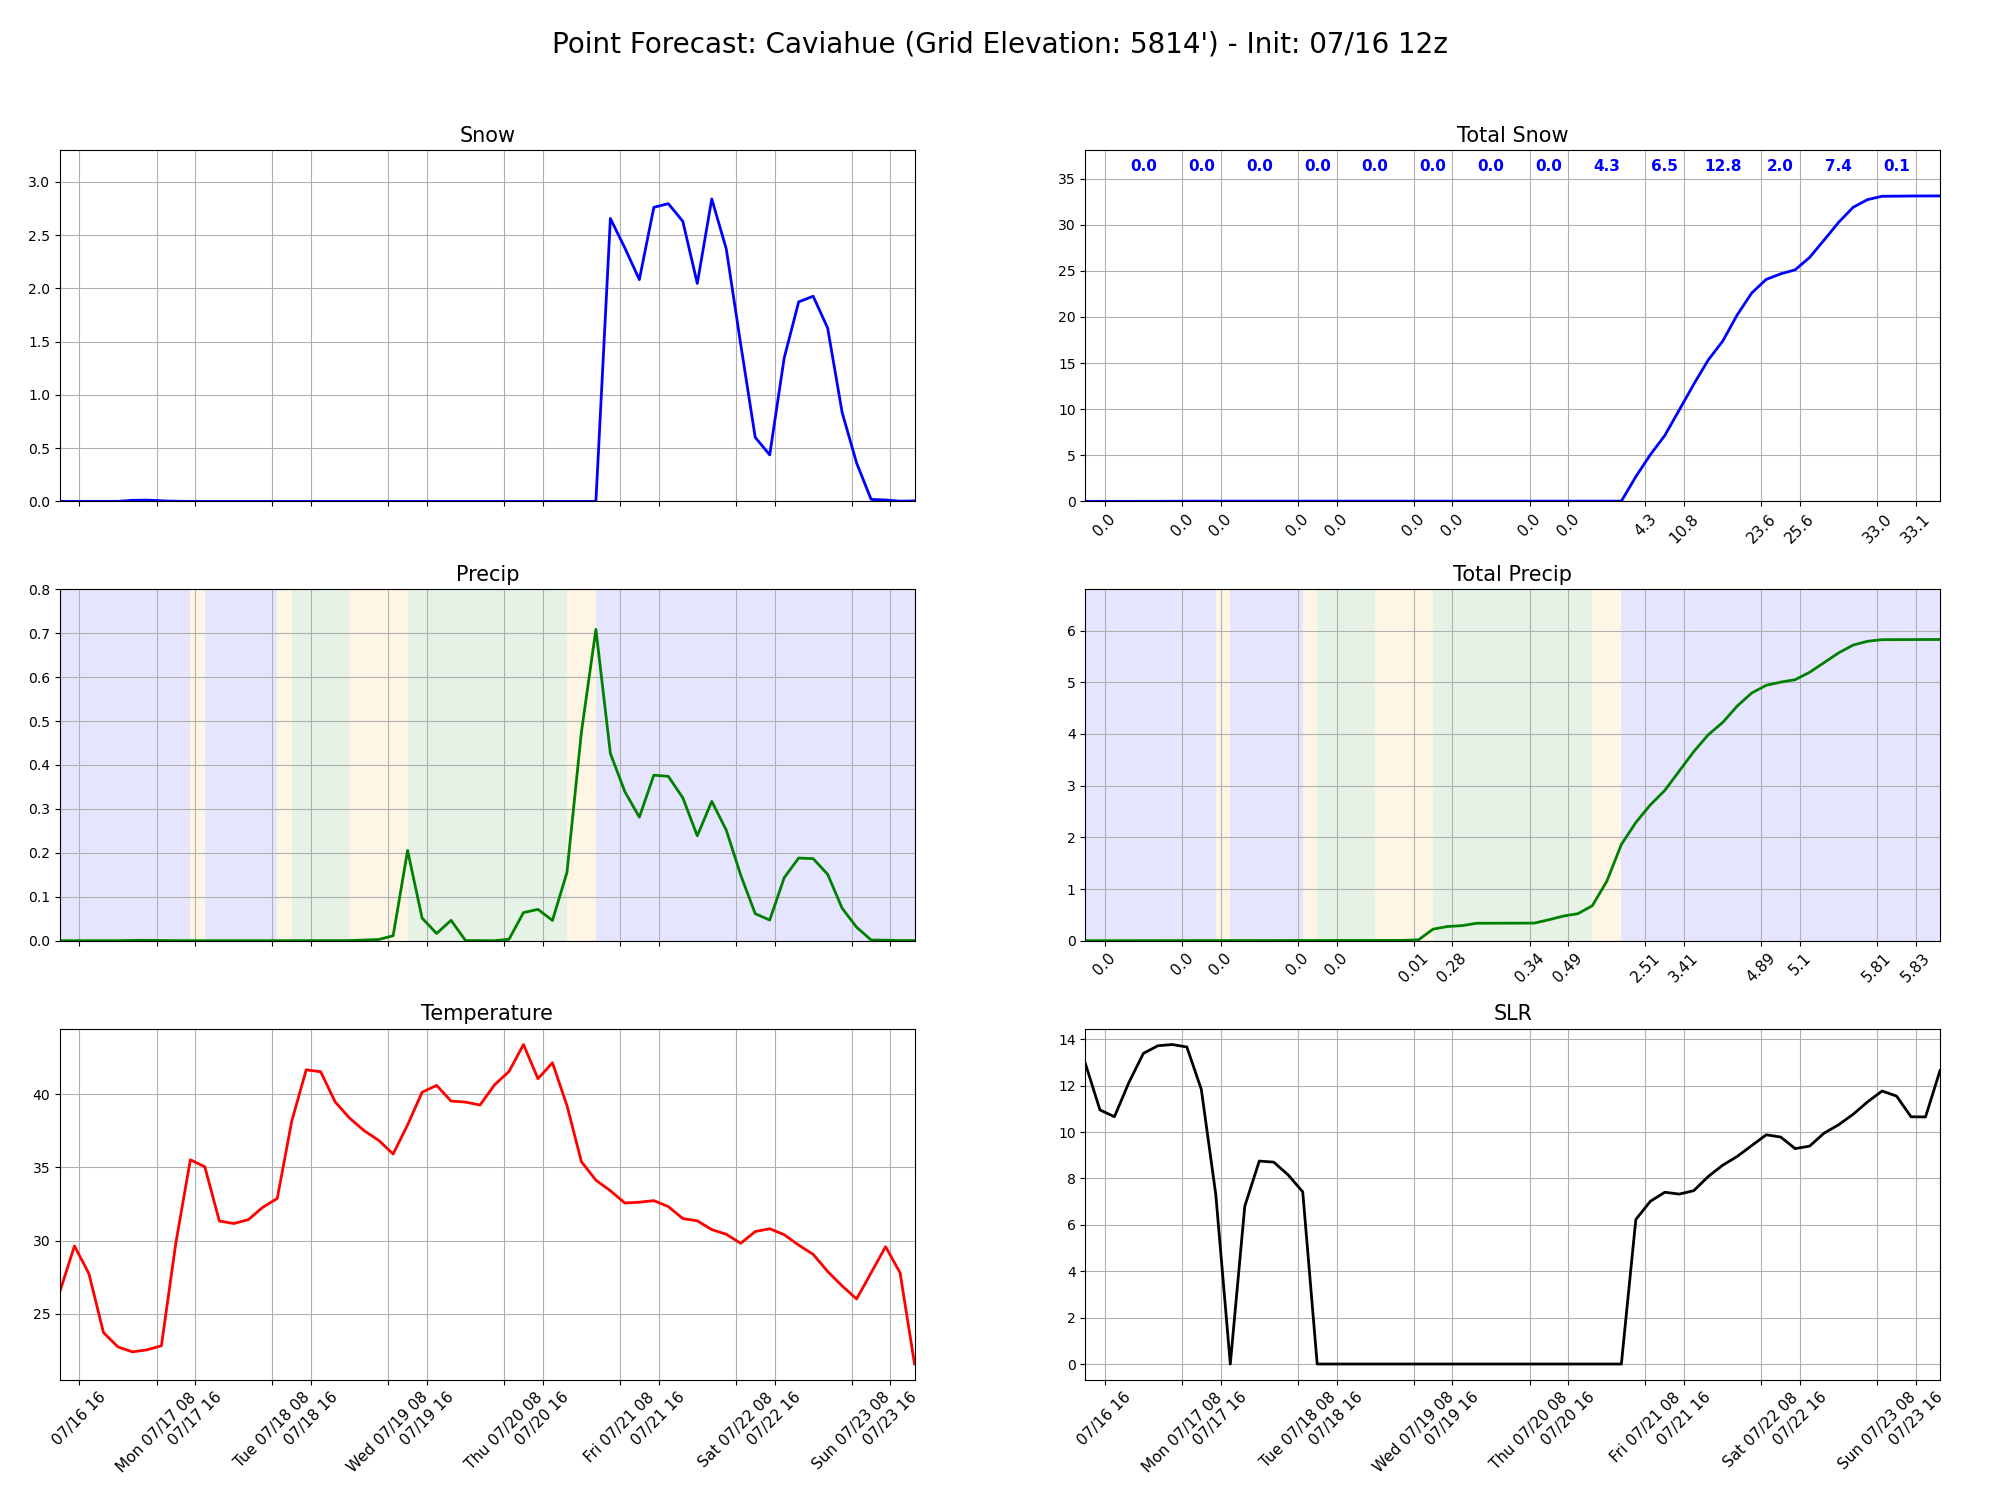 Point Forecast: Caviahue (Grid Elevation: 5814') - Init: 07/16 12z
Snow
3.0
2.5
2.0
1.5
1.0
0.5
0.0
Total Snow
0.0 0.0 0.0 0.0 0.0 0.0 0.0 0.0 4.3 6.5 12.8 2.0 7.4 0.1
35
30
25
20
15
10
5
0
0.0 0.0 0.0 0.0 0.0 0.0 0.0 0.0 0.0 4.3 10.8 23.6 25.6 33.0 33.1
Precip
0.8
0.7
0.6
0.5
0.4
0.3
0.2
0.1
0.0
Total Precip
6
5
4
3
2
1
0
0.0 0.0 0.0 0.0 0.0 0.01 0.28 0.34 0.49 2.51 3.41 4.89 5.1 5.81 5.83
Temperature
40
35
30
25
07/16 16
Mon 07/17 08
07/17 16
Tue 07/18 08
07/18 16
Wed 07/19 08
07/19 16
Thu 07/20 08
07/20 16
Fri 07/21 08
07/21 16
Sat 07/22 08
07/22 16
Sun 07/23 08
07/23 16
SLR
14
12
10
8
6
4
2
0
07/16 16
Mon 07/17 08
07/17 16
Tue 07/18 08
07/18 16
Wed 07/19 08
07/19 16
Thu 07/20 08
07/20 16
Fri 07/21 08
07/21 16
Sat 07/22 08
07/22 16
Sun 07/23 08
07/23 16